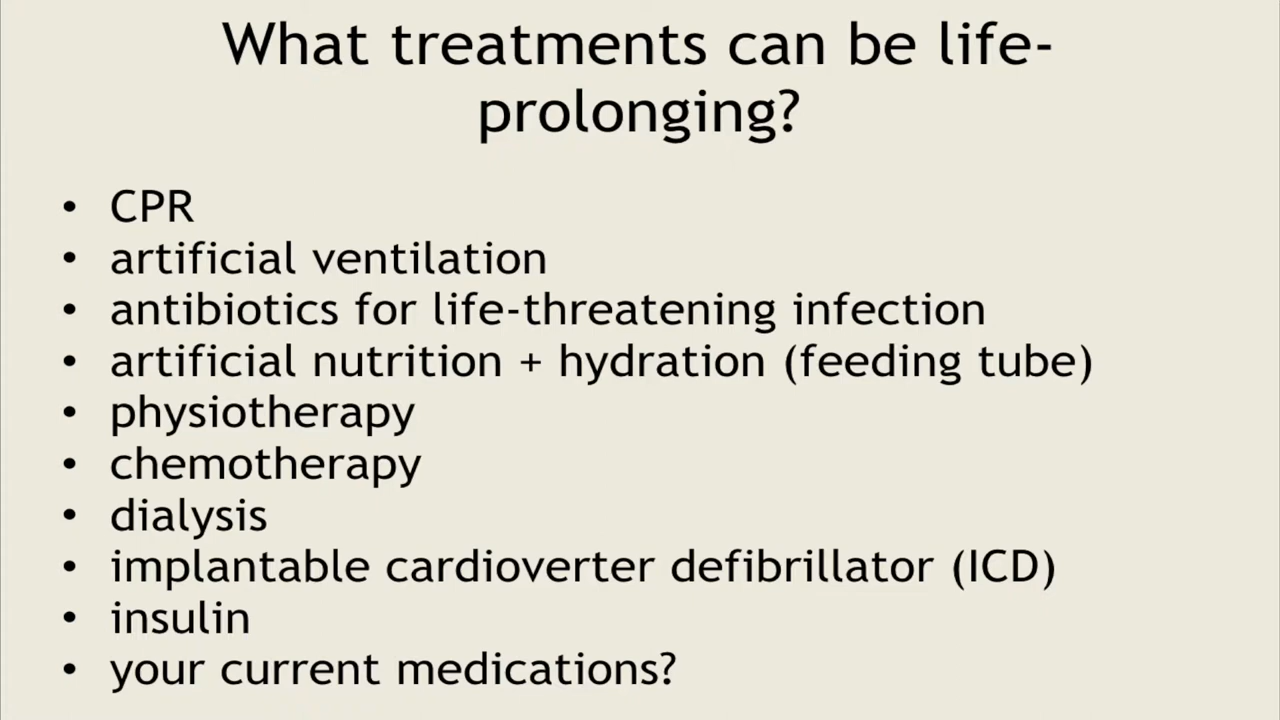 What treatments can be life-
prolonging?
• CPR
• artificial ventilation
• antibiotics for life-threatening infection
• artificial nutrition + hydration (feeding tube)
• physiotherapy
• chemotherapy
• dialysis
• implantable cardioverter defibrillator (ICD)
• insulin
• your current medications?